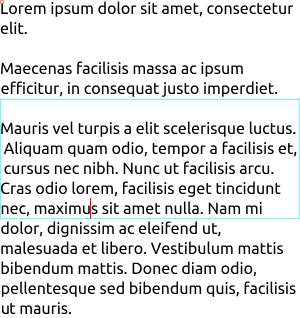 Lorem ipsum dolor sit amet, consectetur
elit.
Maecenas facilisis massa ac ipsum
efficitur, in consequat justo imperdiet.
Mauris vel turpis a elit scelerisque luctus.
Aliquam quam odio, tempor a facilisis et,
cursus nec nibh. Nunc ut facilisis arcu.
Cras odio lorem, facilisis eget tincidunt
nec, maximus sit amet nulla. Nam mi
dolor, dignissim ac eleifend ut,
malesuada et libero. Vestibulum mattis
bibendum mattis. Donec diam odio,
pellentesque sed bibendum quis, facilisis
ut mauris.